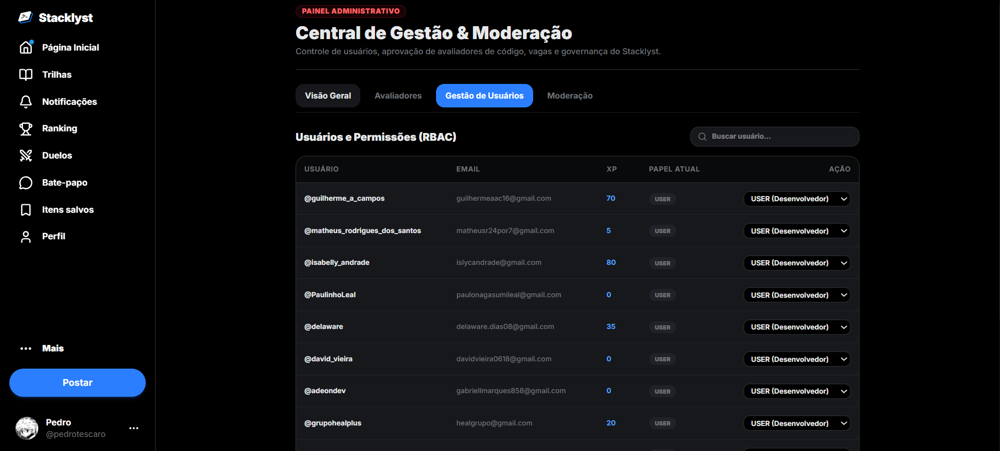 Stacklyst
Página Inicial
Trilhas
Notificações
Ranking
Duelos
Bate-papo
Itens salvos
Perfil
Mais
Postar
Pedro
@pedrotescaro
PAINEL ADMINISTRATIVO
Central de Gestão & Moderação
Controle de usuários, aprovação de avaliadores de código, vagas e governança do Stacklyst.
Visão Geral Avaliadores Gestão de Usuários Moderação
Usuários e Permissões (RBAC) Buscar usuário...
USUÁRIO EMAIL XP PAPEL ATUAL AÇÃO
@guilherme_a_campos guilhermeaac16@gmail.com 70 USER USER (Desenvolvedor)
@matheus_rodrigues_dos_santos matheusr24por7@gmail.com 5 USER USER (Desenvolvedor)
@isabelly_andrade islycandrade@gmail.com 80 USER USER (Desenvolvedor)
@PaulinhoLeal paulonagasumileal@gmail.com 0 USER USER (Desenvolvedor)
@delaware delaware.dias08@gmail.com 35 USER USER (Desenvolvedor)
@david_vieira davidvieira0618@gmail.com 0 USER USER (Desenvolvedor)
@adeondev gabriellmarques858@gmail.com 0 USER USER (Desenvolvedor)
@grupohealplus healgrupo@gmail.com 20 USER USER (Desenvolvedor)